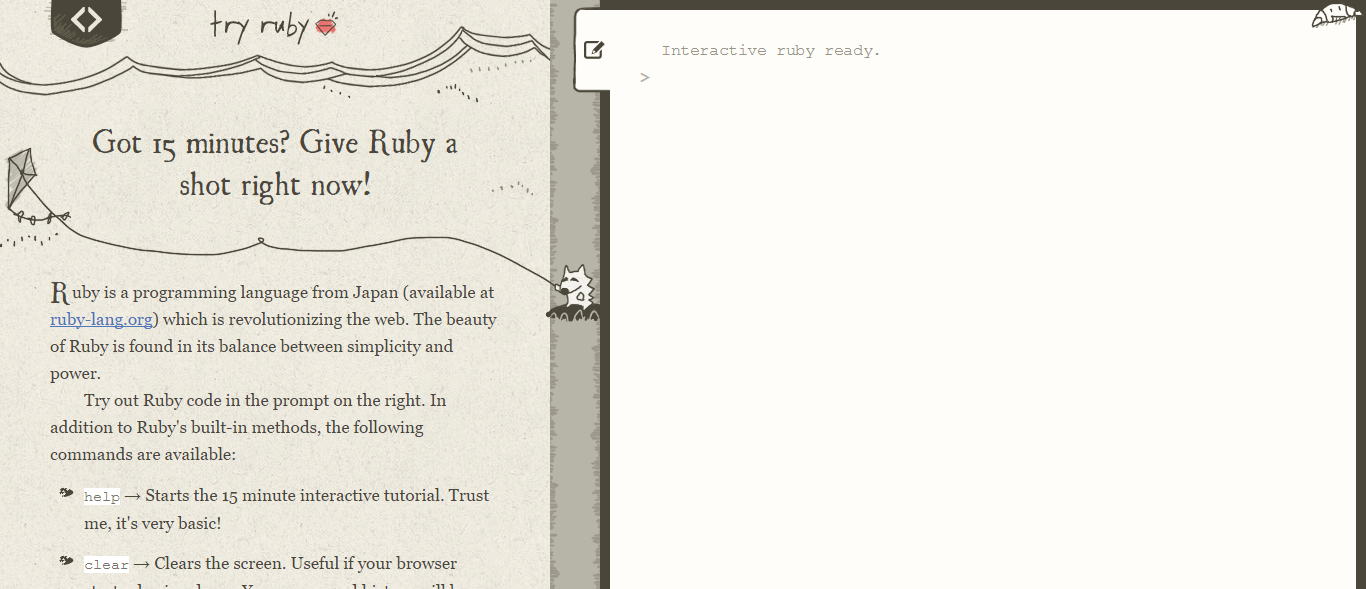 try ruby
Got 15 minutes? Give Ruby a
shot right now!
Ruby is a programming language from Japan (available at
ruby-lang.org) which is revolutionizing the web. The beauty
of Ruby is found in its balance between simplicity and
power.
Try out Ruby code in the prompt on the right. In
addition to Ruby's built-in methods, the following
commands are available:
help → Starts the 15 minute interactive tutorial. Trust
me, it's very basic!
clear → Clears the screen. Useful if your browser
Interactive ruby ready.
>